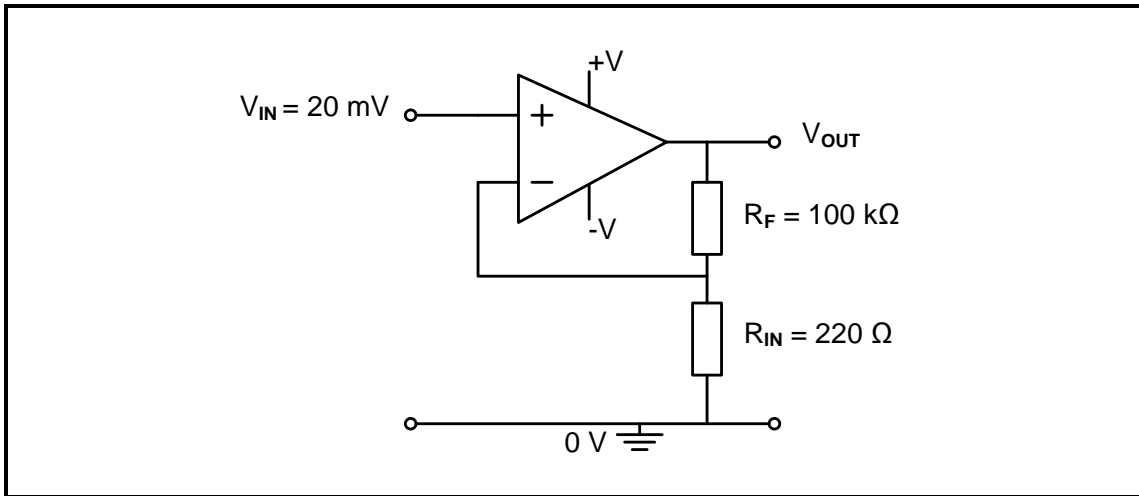 +V
V_IN = 20 mV
+
V_OUT
−
-V
R_F = 100 kΩ
R_IN = 220 Ω
0 V